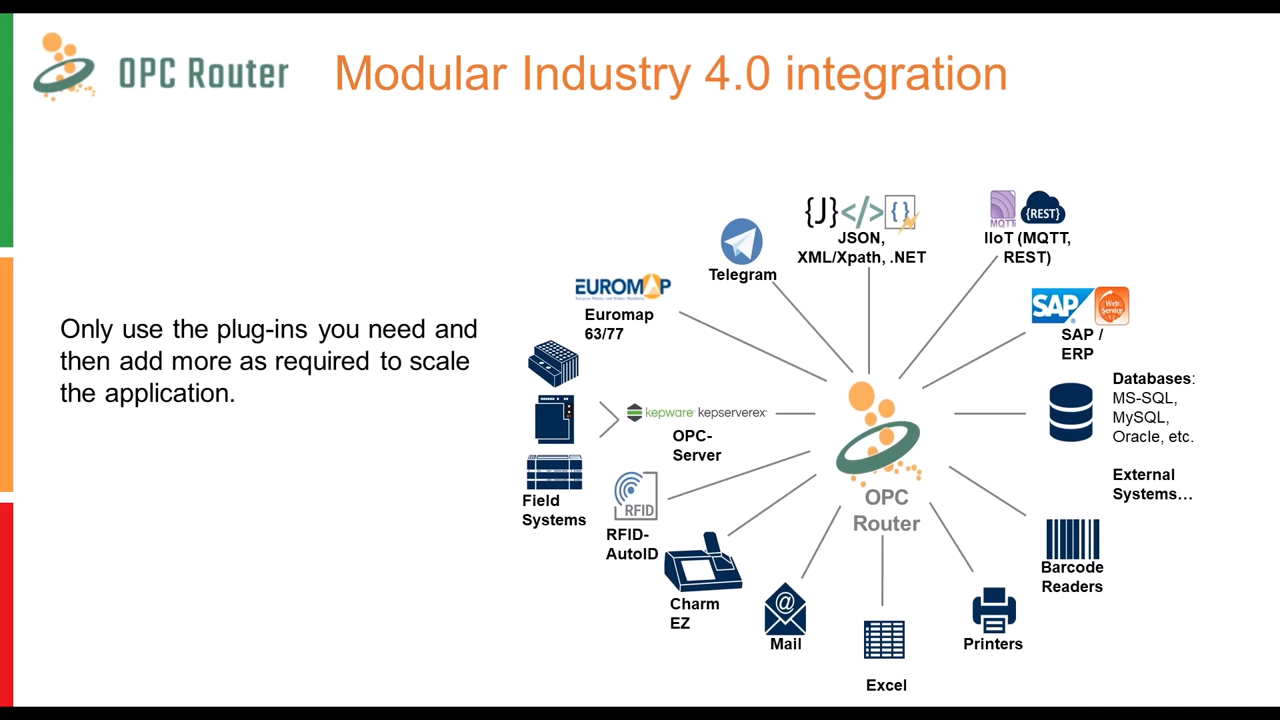 OPC Router
Modular Industry 4.0 integration
Only use the plug-ins you need and
then add more as required to scale
the application.
{J}</>{}
JSON,
XML/Xpath, .NET
MQTT
{REST}
IIoT (MQTT,
REST)
Telegram
EUROMAP
Euromap
63/77
SAP
Web
Service
SAP /
ERP
Databases:
MS-SQL,
MySQL,
Oracle, etc.
External
Systems...
kepware® kepserverex®
OPC-
Server
Field
Systems
RFID
RFID-
AutoID
OPC
Router
Charm
EZ
@
Mail
Excel
Printers
Barcode
Readers